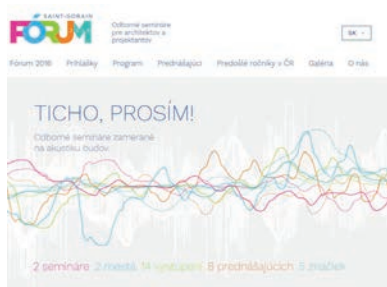 SAINT-GOBAIN
FÓRUM
Odborné semináre
pre architektov a
projektantov
SK
Fórum 2016 Prihlášky Program Prednášajúci Predošlé ročníky v ČR Galéria O nás
TICHO, PROSÍM!
Odborné semináre zamerané
na akustiku budov
2 semináre 2 mestá 14 vystúpení 8 prednášajúcich 5 značiek